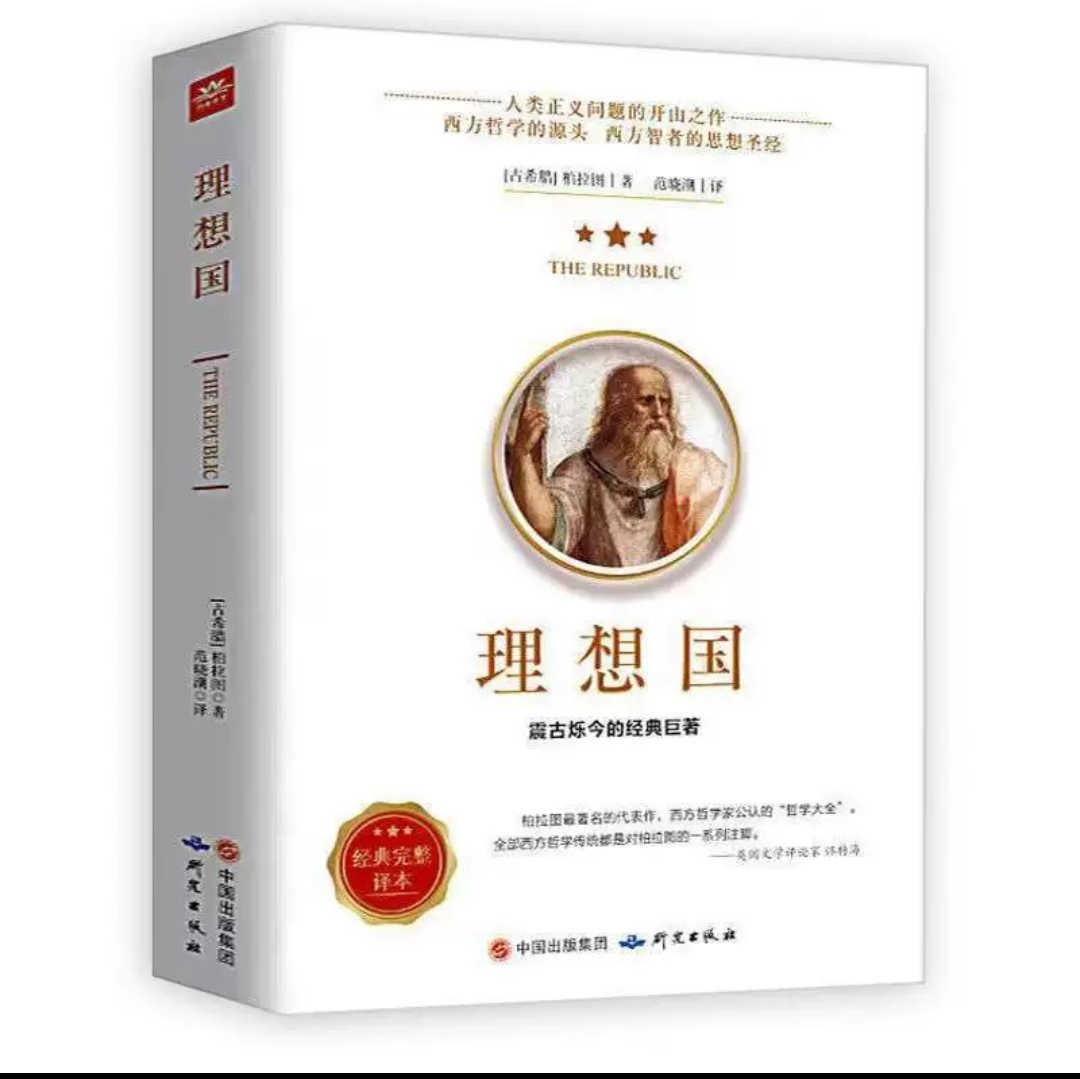 人类正义问题的开山之作
西方哲学的源头 西方智者的思想圣经
[古希腊] 柏拉图|著 范晓潮|译
THE REPUBLIC
理想国
震古烁今的经典巨著
柏拉图最著名的代表作，西方哲学家公认的“哲学大全”。
全部西方哲学传统都是对柏拉图的一系列注脚。
——英国文学评论家 怀特海
经典完整
译本
中国出版集团 研究出版社
理想国
THE REPUBLIC
[古希腊]柏拉图◎著
范晓潮◎译
中国出版集团
研究出版社